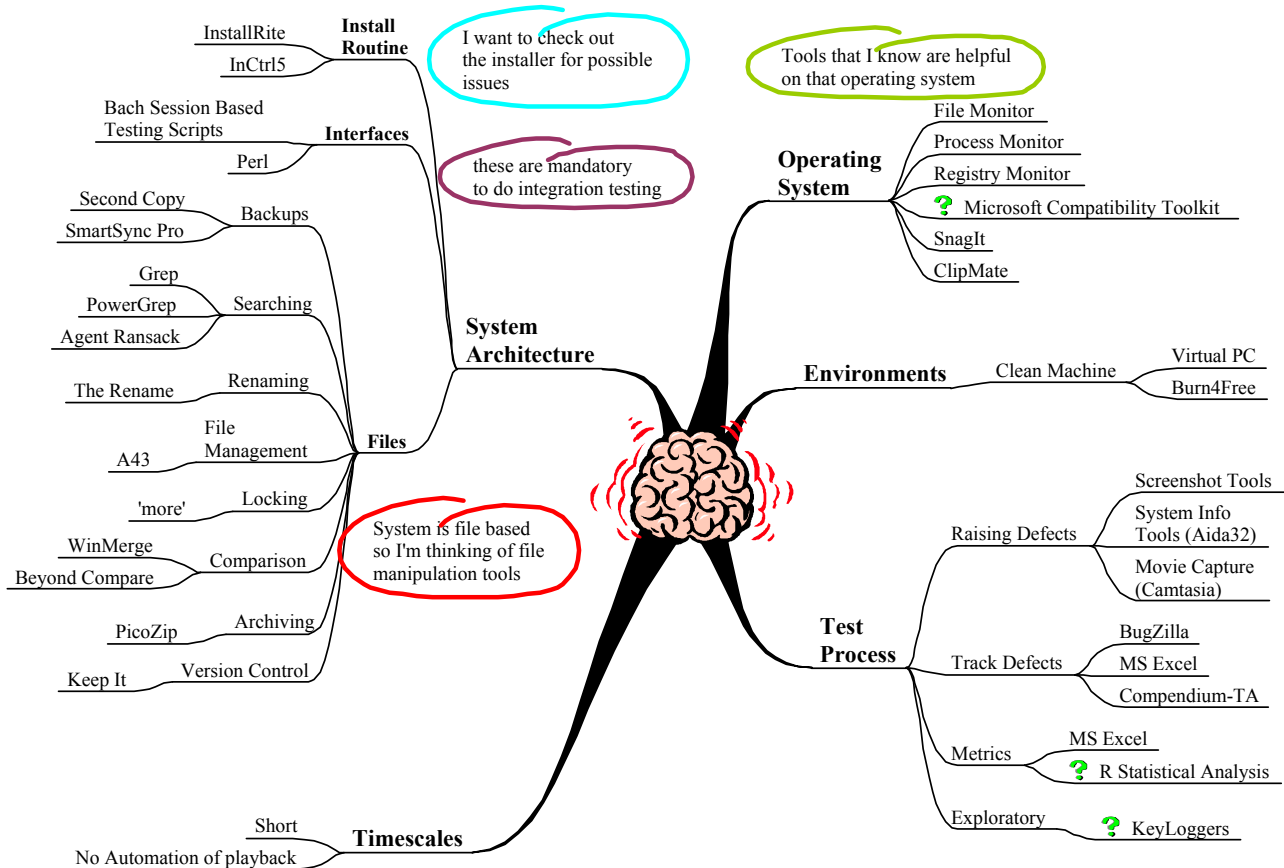 Install
Routine
InstallRite
InCtrl5
I want to check out
the installer for possible
issues
Bach Session Based
Testing Scripts
Interfaces
Perl
these are mandatory
to do integration testing
Second Copy
Backups
SmartSync Pro
Grep
PowerGrep
Searching
Agent Ransack
The Rename
Renaming
File
Management
A43
Files
'more'
Locking
WinMerge
Comparison
Beyond Compare
PicoZip
Archiving
Keep It
Version Control
System is file based
so I'm thinking of file
manipulation tools
System
Architecture
Short
No Automation of playback
Timescales
Tools that I know are helpful
on that operating system
Operating
System
File Monitor
Process Monitor
Registry Monitor
? Microsoft Compatibility Toolkit
SnagIt
ClipMate
Environments
Clean Machine
Virtual PC
Burn4Free
Test
Process
Raising Defects
Screenshot Tools
System Info
Tools (Aida32)
Movie Capture
(Camtasia)
Track Defects
BugZilla
MS Excel
Compendium-TA
Metrics
MS Excel
? R Statistical Analysis
Exploratory
? KeyLoggers